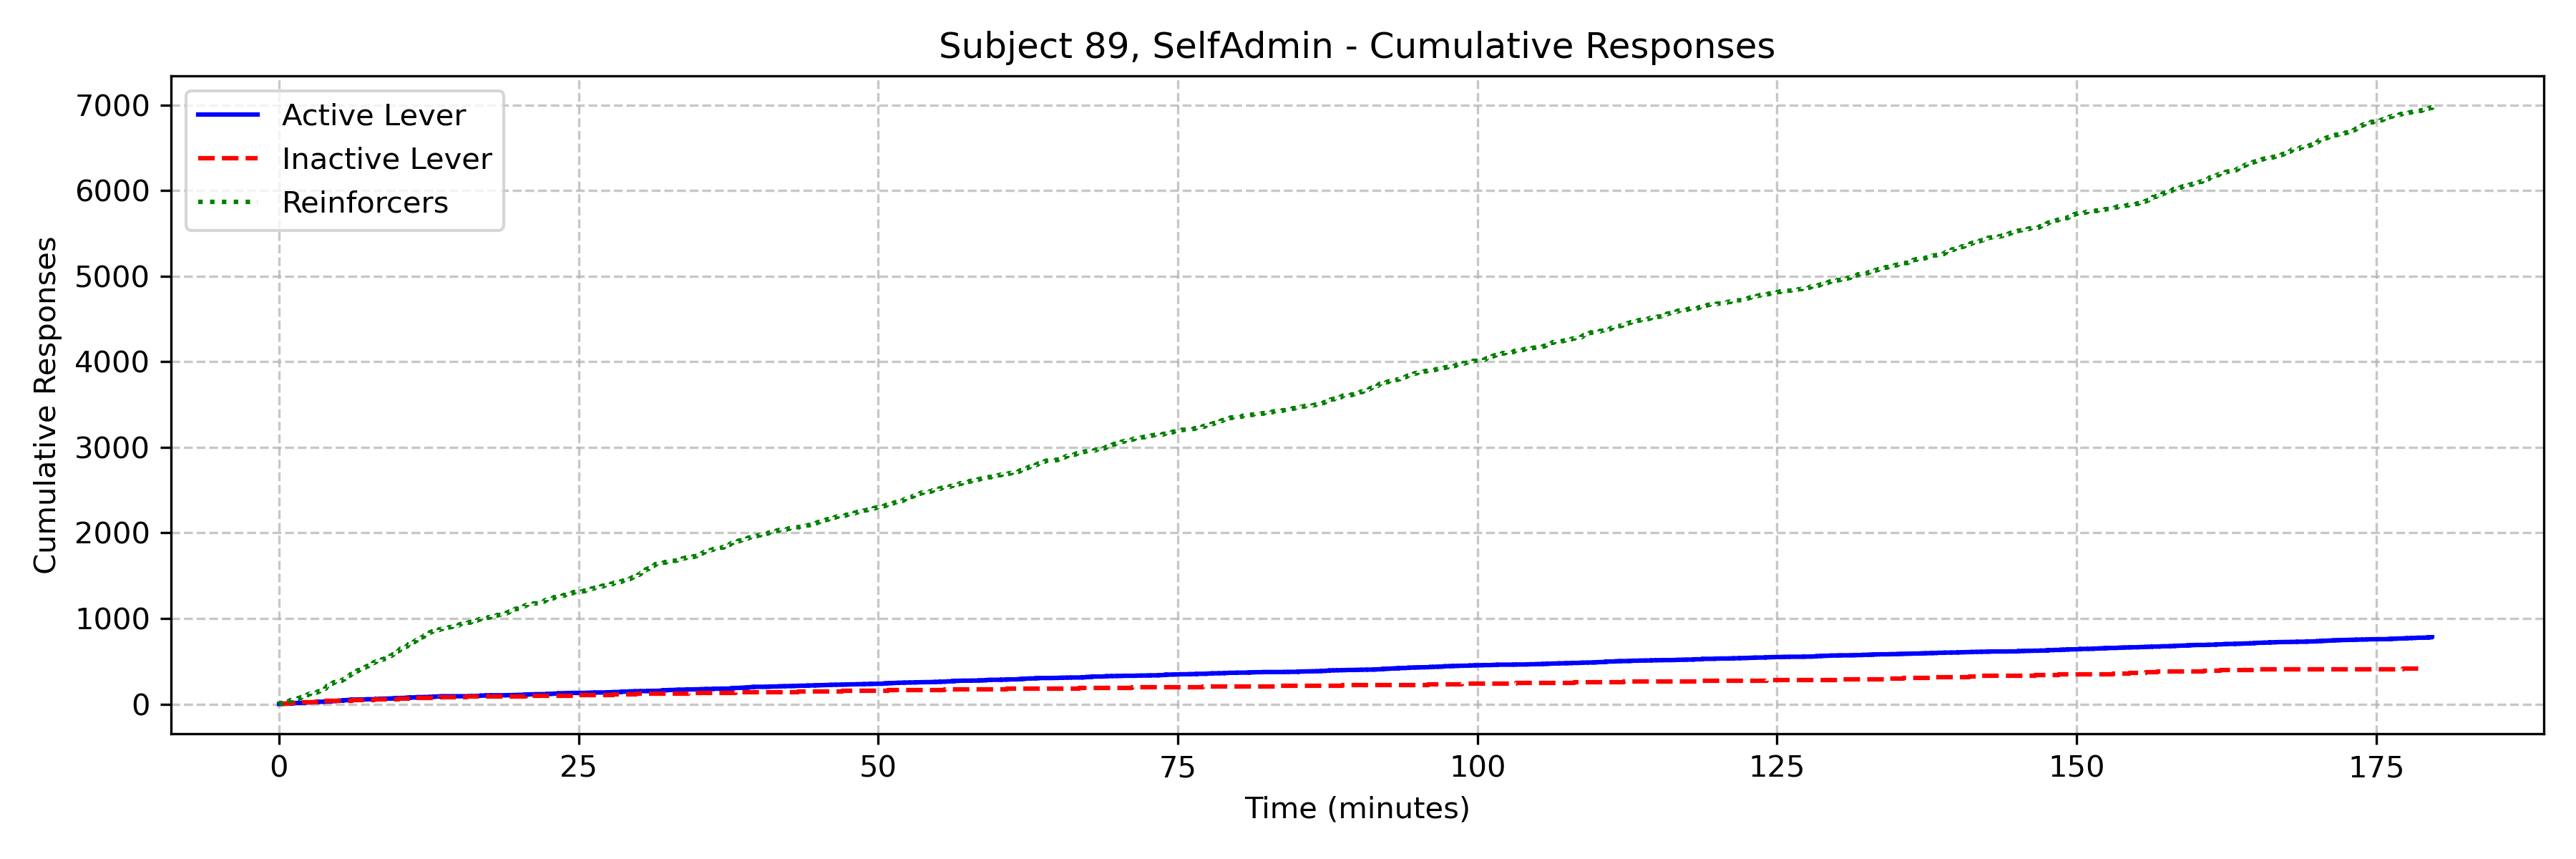 Subject 89, SelfAdmin - Cumulative Responses
Active Lever
Inactive Lever
Reinforcers
Cumulative Responses
7000
6000
5000
4000
3000
2000
1000
0
0 25 50 75 100 125 150 175
Time (minutes)